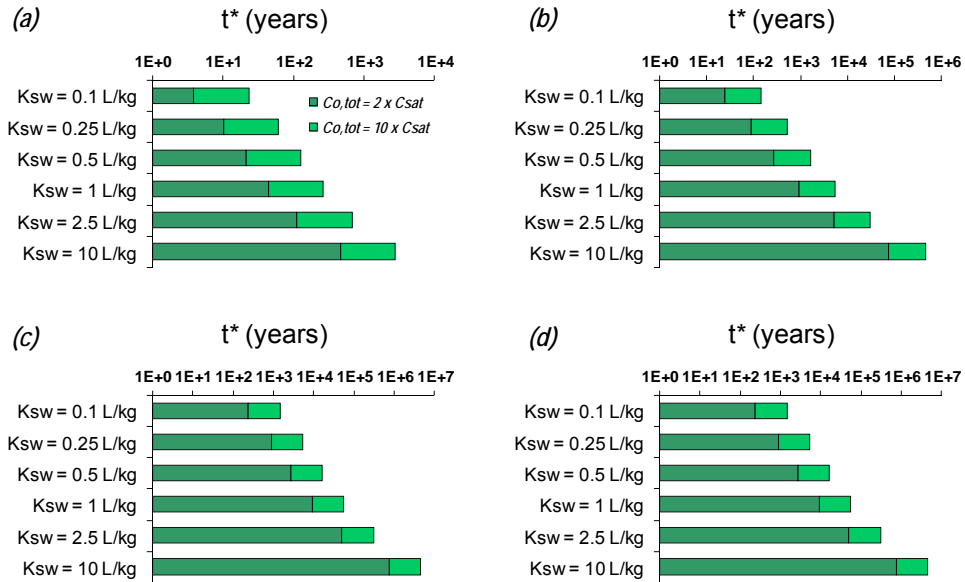 (a)
t* (years)
1E+0 1E+1 1E+2 1E+3 1E+4
Ksw = 0.1 L/kg
Ksw = 0.25 L/kg
Ksw = 0.5 L/kg
Ksw = 1 L/kg
Ksw = 2.5 L/kg
Ksw = 10 L/kg
Co,tot = 2 x Csat
Co,tot = 10 x Csat
(b)
t* (years)
1E+0 1E+1 1E+2 1E+3 1E+4 1E+5 1E+6
Ksw = 0.1 L/kg
Ksw = 0.25 L/kg
Ksw = 0.5 L/kg
Ksw = 1 L/kg
Ksw = 2.5 L/kg
Ksw = 10 L/kg
(c)
t* (years)
1E+0 1E+1 1E+2 1E+3 1E+4 1E+5 1E+6 1E+7
Ksw = 0.1 L/kg
Ksw = 0.25 L/kg
Ksw = 0.5 L/kg
Ksw = 1 L/kg
Ksw = 2.5 L/kg
Ksw = 10 L/kg
(d)
t* (years)
1E+0 1E+1 1E+2 1E+3 1E+4 1E+5 1E+6 1E+7
Ksw = 0.1 L/kg
Ksw = 0.25 L/kg
Ksw = 0.5 L/kg
Ksw = 1 L/kg
Ksw = 2.5 L/kg
Ksw = 10 L/kg